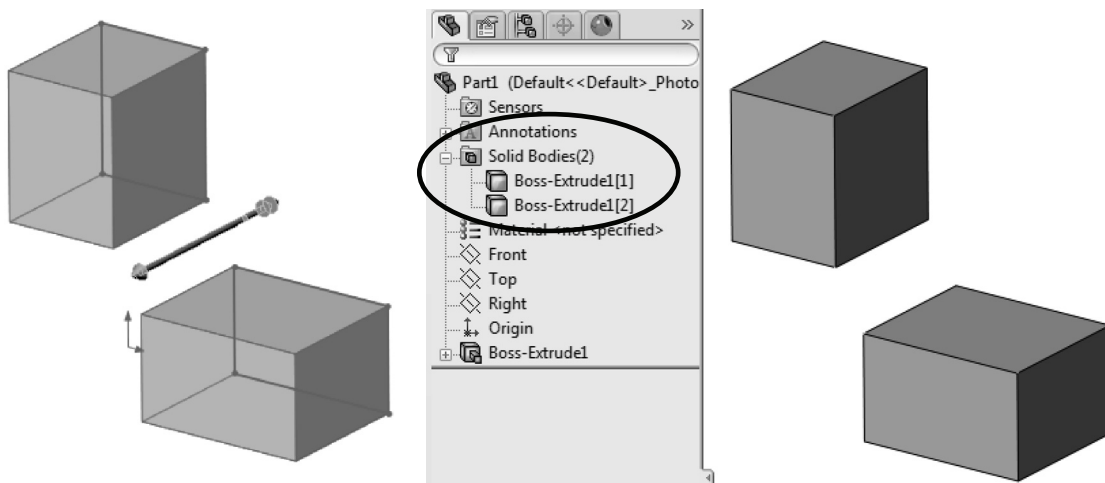 »
Part1 (Default<<Default>_Photo
Sensors
A Annotations
Solid Bodies(2)
Boss-Extrude1[1]
Boss-Extrude1[2]
Material <not specified>
Front
Top
Right
Origin
Boss-Extrude1